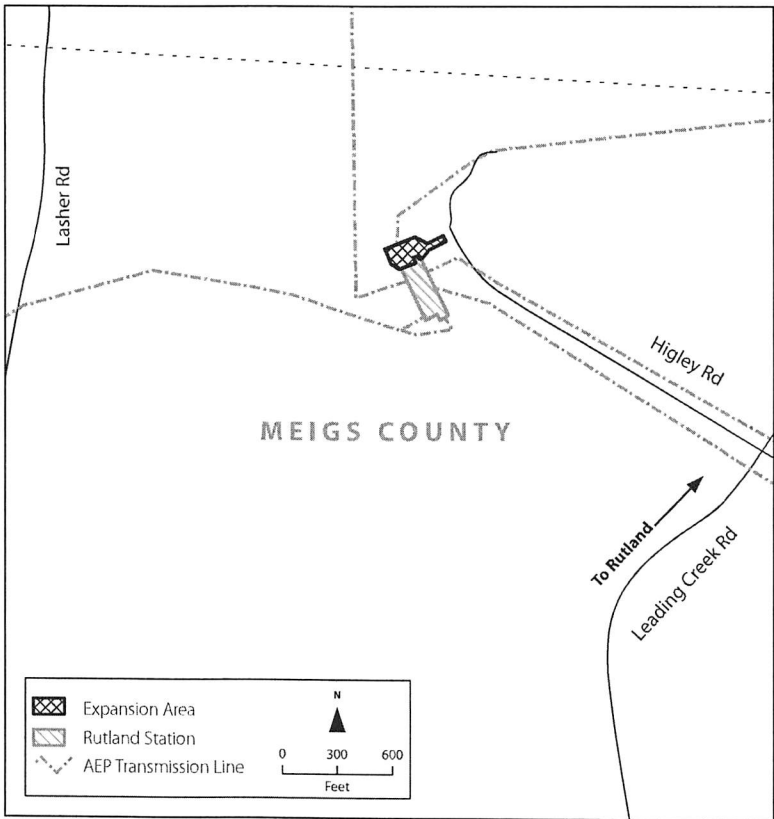 Lasher Rd
Higley Rd
MEIGS COUNTY
To Rutland
Leading Creek Rd
Expansion Area
Rutland Station
AEP Transmission Line
N
0 300 600
Feet